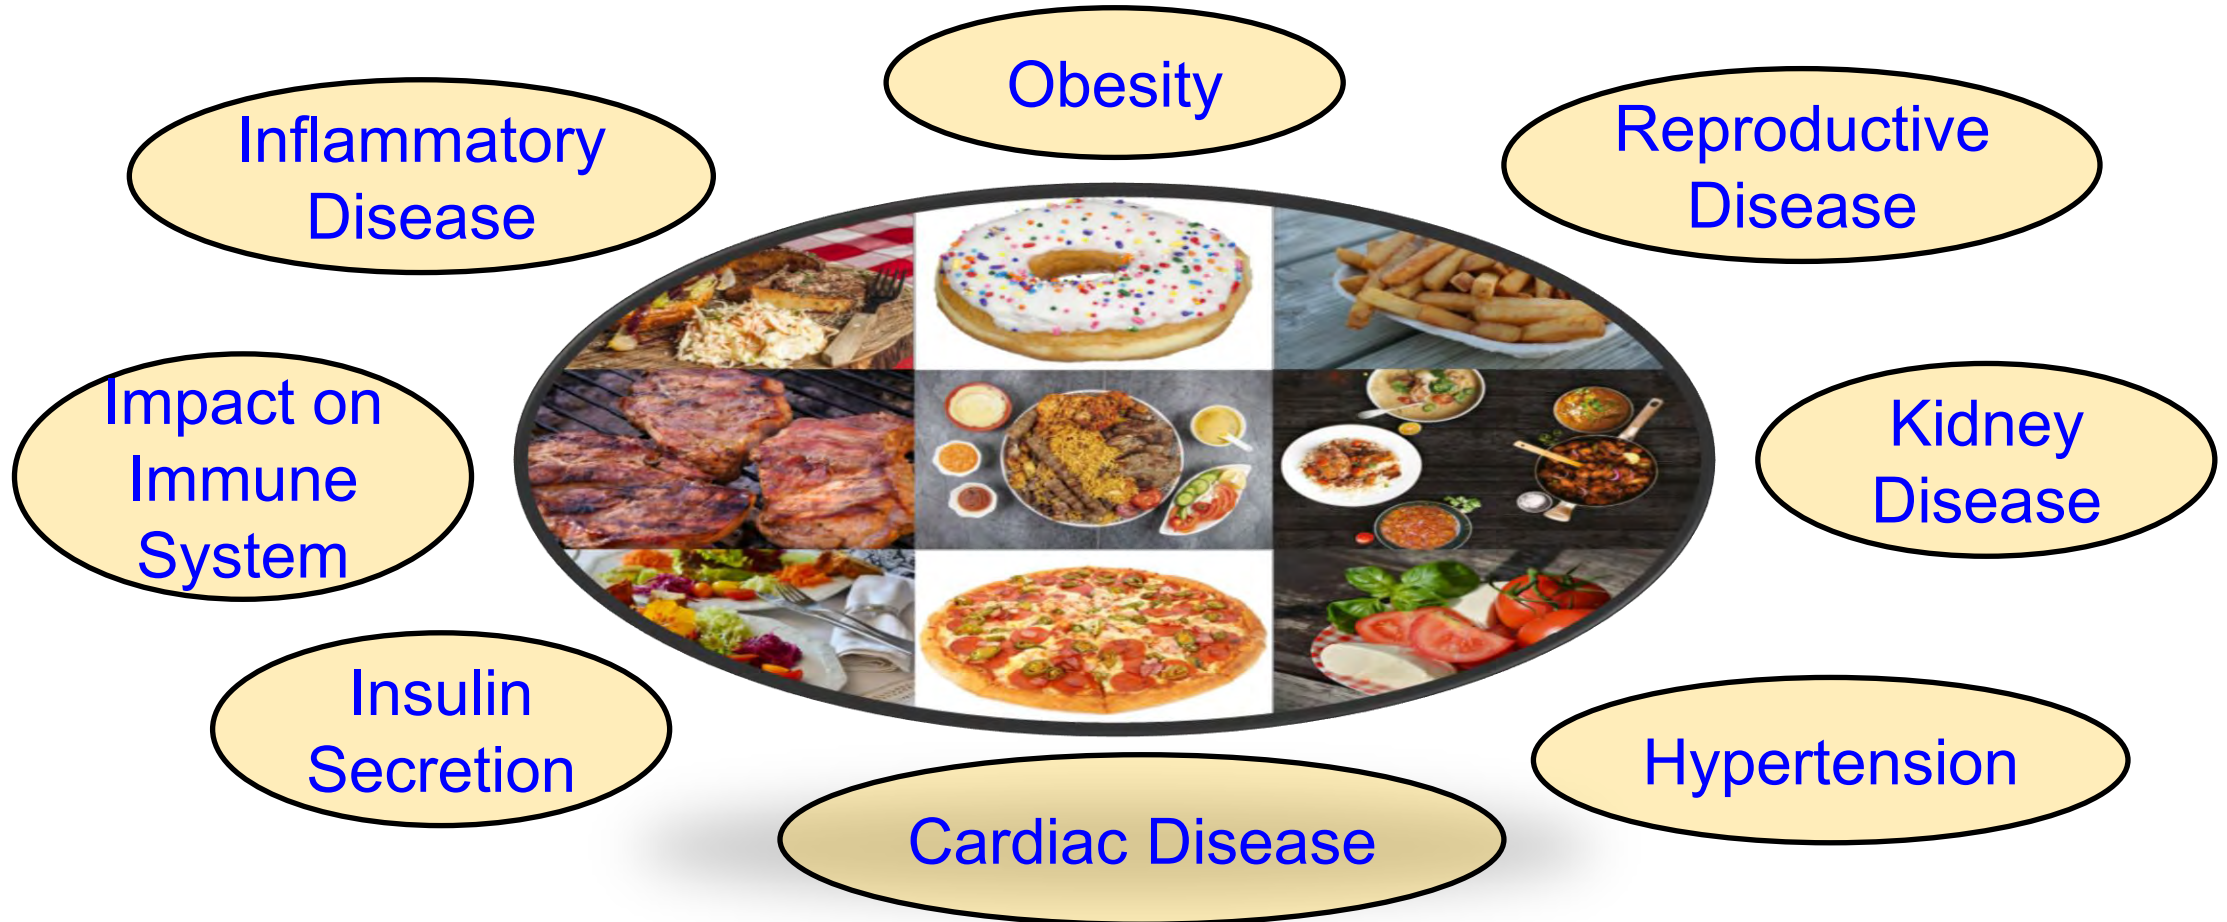 Obesity
Inflammatory
Disease
Reproductive
Disease
Impact on
Immune
System
Kidney
Disease
Insulin
Secretion
Hypertension
Cardiac Disease